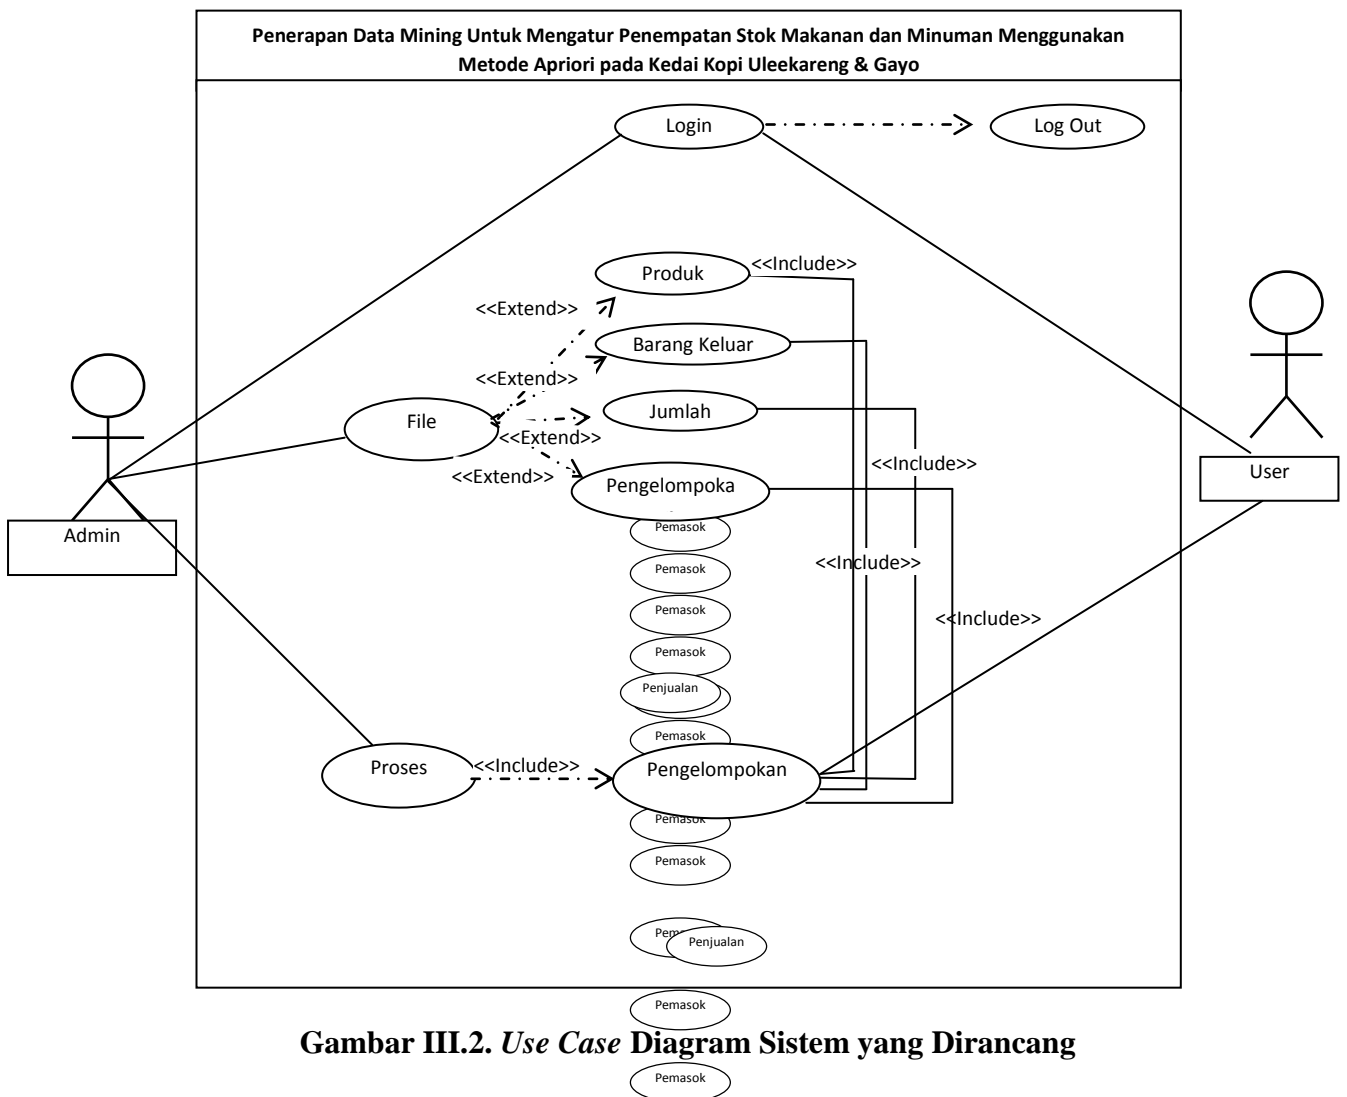 Penerapan Data Mining Untuk Mengatur Penempatan Stok Makanan dan Minuman Menggunakan
Metode Apriori pada Kedai Kopi Uleekareng & Gayo
Login
Log Out
Produk
<<Include>>
<<Extend>>
Barang Keluar
<<Extend>>
File
Jumlah
<<Extend>>
<<Include>>
<<Extend>>
Pengelompoka
User
Admin
Pemasok
<<Include>>
Pemasok
Pemasok
<<Include>>
Pemasok
Penjualan
Pemasok
Proses
<<Include>>
Pengelompokan
Pemasok
Pemasok
Penjualan
Pemasok
Gambar III.2. Use Case Diagram Sistem yang Dirancang
Pemasok